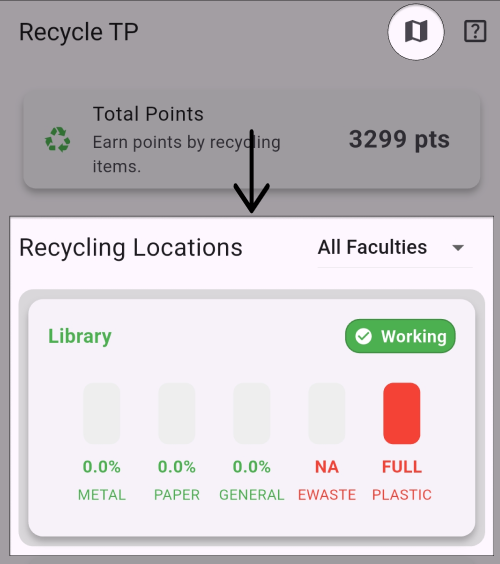 Recycle TP
Total Points
Earn points by recycling
items.
3299 pts
Recycling Locations
All Faculties
Library
Working
0.0% 0.0% 0.0% NA FULL
METAL PAPER GENERAL EWASTE PLASTIC